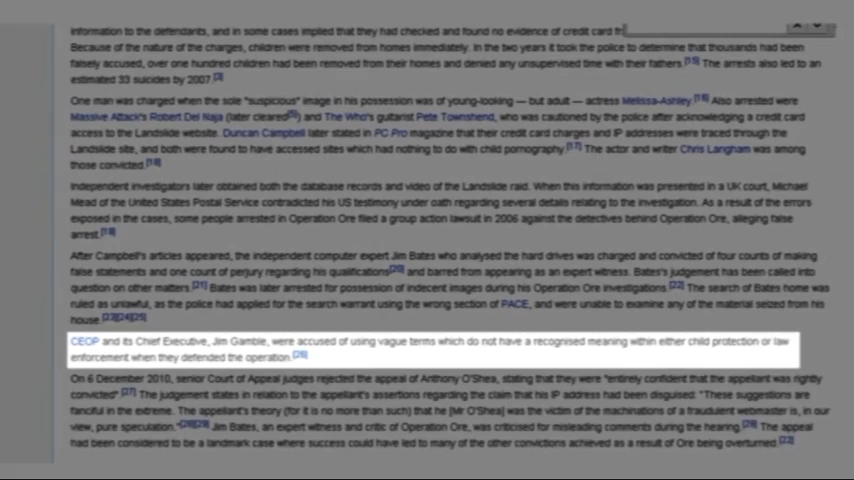 information to the defendants, and in some cases implied that they had checked and found no evidence of credit card
Because of the nature of the charges, children were removed from homes immediately. In the two years it took the police to determine that thousands had been
falsely accused, over one hundred children had been removed from their homes and denied any unsupervised time with their fathers.[15] The arrests also led to an
estimated 33 suicides by 2007.[3]
One man was charged when the sole "suspicious" image in his possession was of young-looking — but adult — actress Melissa-Ashley.[16] Also arrested were
Massive Attack's Robert Del Naja (later cleared[5]) and The Who's guitarist Pete Townshend, who was cautioned by the police after acknowledging a credit card
access to the Landslide website. Duncan Campbell later stated in PC Pro magazine that their credit card charges and IP addresses were traced through the
Landslide site, and both were found to have accessed sites which had nothing to do with child pornography.[17] The actor and writer Chris Langham was among
those convicted.[18]
Independent investigators later obtained both the database records and video of the Landslide raid. When this information was presented in a UK court, Michael
Mead of the United States Postal Service contradicted his US testimony under oath regarding several details relating to the investigation. As a result of the errors
exposed in the cases, some people arrested in Operation Ore filed a group action lawsuit in 2006 against the detectives behind Operation Ore, alleging false
arrest.[19]
After Campbell's articles appeared, the independent computer expert Jim Bates who analysed the hard drives was charged and convicted of four counts of making
false statements and one count of perjury regarding his qualifications[20] and barred from appearing as an expert witness. Bates's judgement has been called into
question on other matters.[21] Bates was later arrested for possession of indecent images during his Operation Ore investigations.[22] The search of Bates home was
ruled as unlawful, as the police had applied for the search warrant using the wrong section of PACE, and were unable to examine any of the material seized from his
house.[23][24][25]
CEOP and its Chief Executive, Jim Gamble, were accused of using vague terms which do not have a recognised meaning within either child protection or law
enforcement when they defended the operation.[26]
On 6 December 2010, senior Court of Appeal judges rejected the appeal of Anthony O'Shea, stating that they were "entirely confident that the appellant was rightly
convicted".[27] The judgement states in relation to the appellant's assertions regarding the claim that his IP address had been disguised: "These suggestions are
fanciful in the extreme. The appellant's theory (for it is no more than such) that he [Mr O'Shea] was the victim of the machinations of a fraudulent webmaster is, in our
view, pure speculation."[28][29] Jim Bates, an expert witness and critic of Operation Ore, was criticised for misleading comments during the hearing.[29] The appeal
had been considered to be a landmark case where success could have led to many of the other convictions achieved as a result of Ore being overturned.[22]